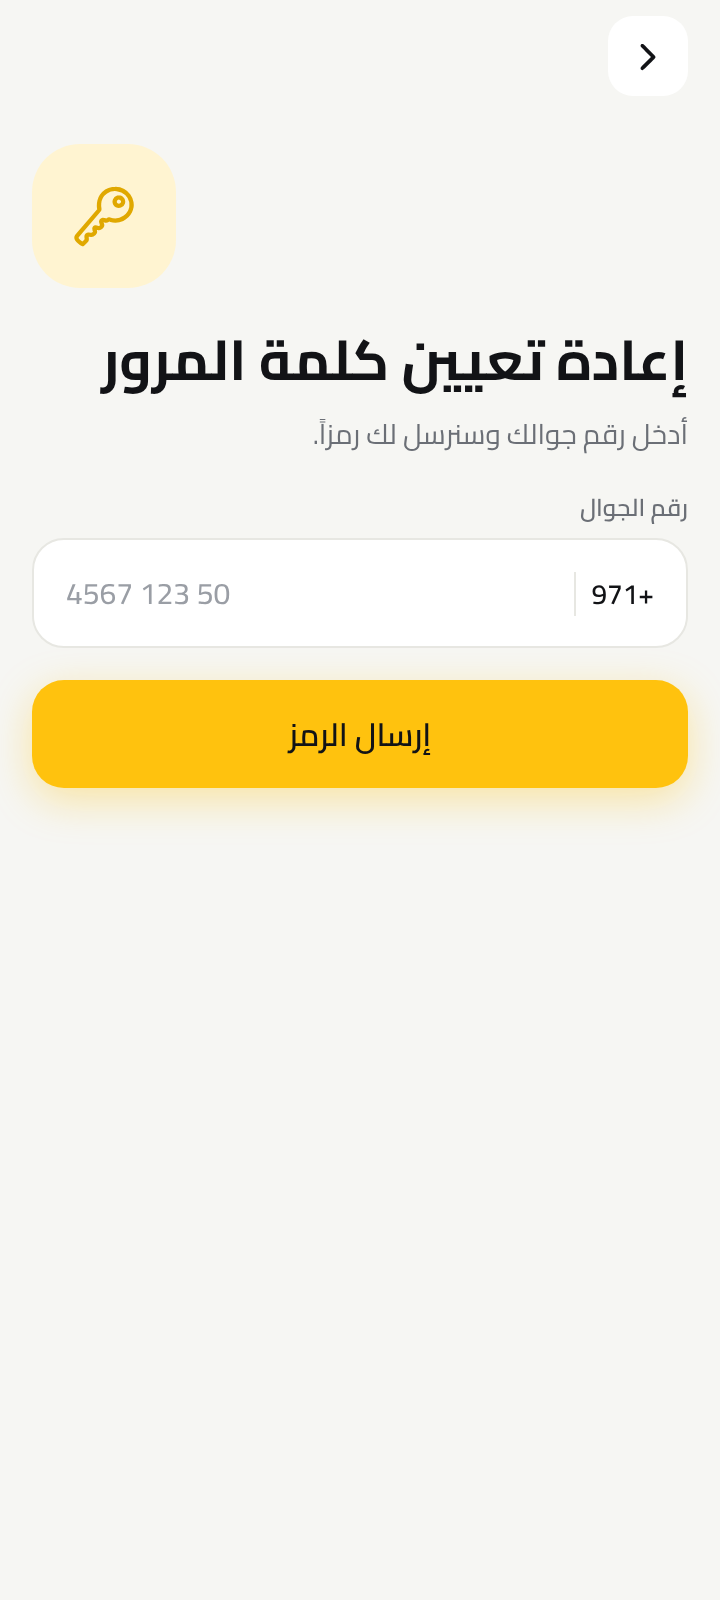 إعادة تعيين كلمة المرور
أدخل رقم جوالك وسنرسل لك رمزاً.
رقم الجوال
971+ 50 123 4567
إرسال الرمز